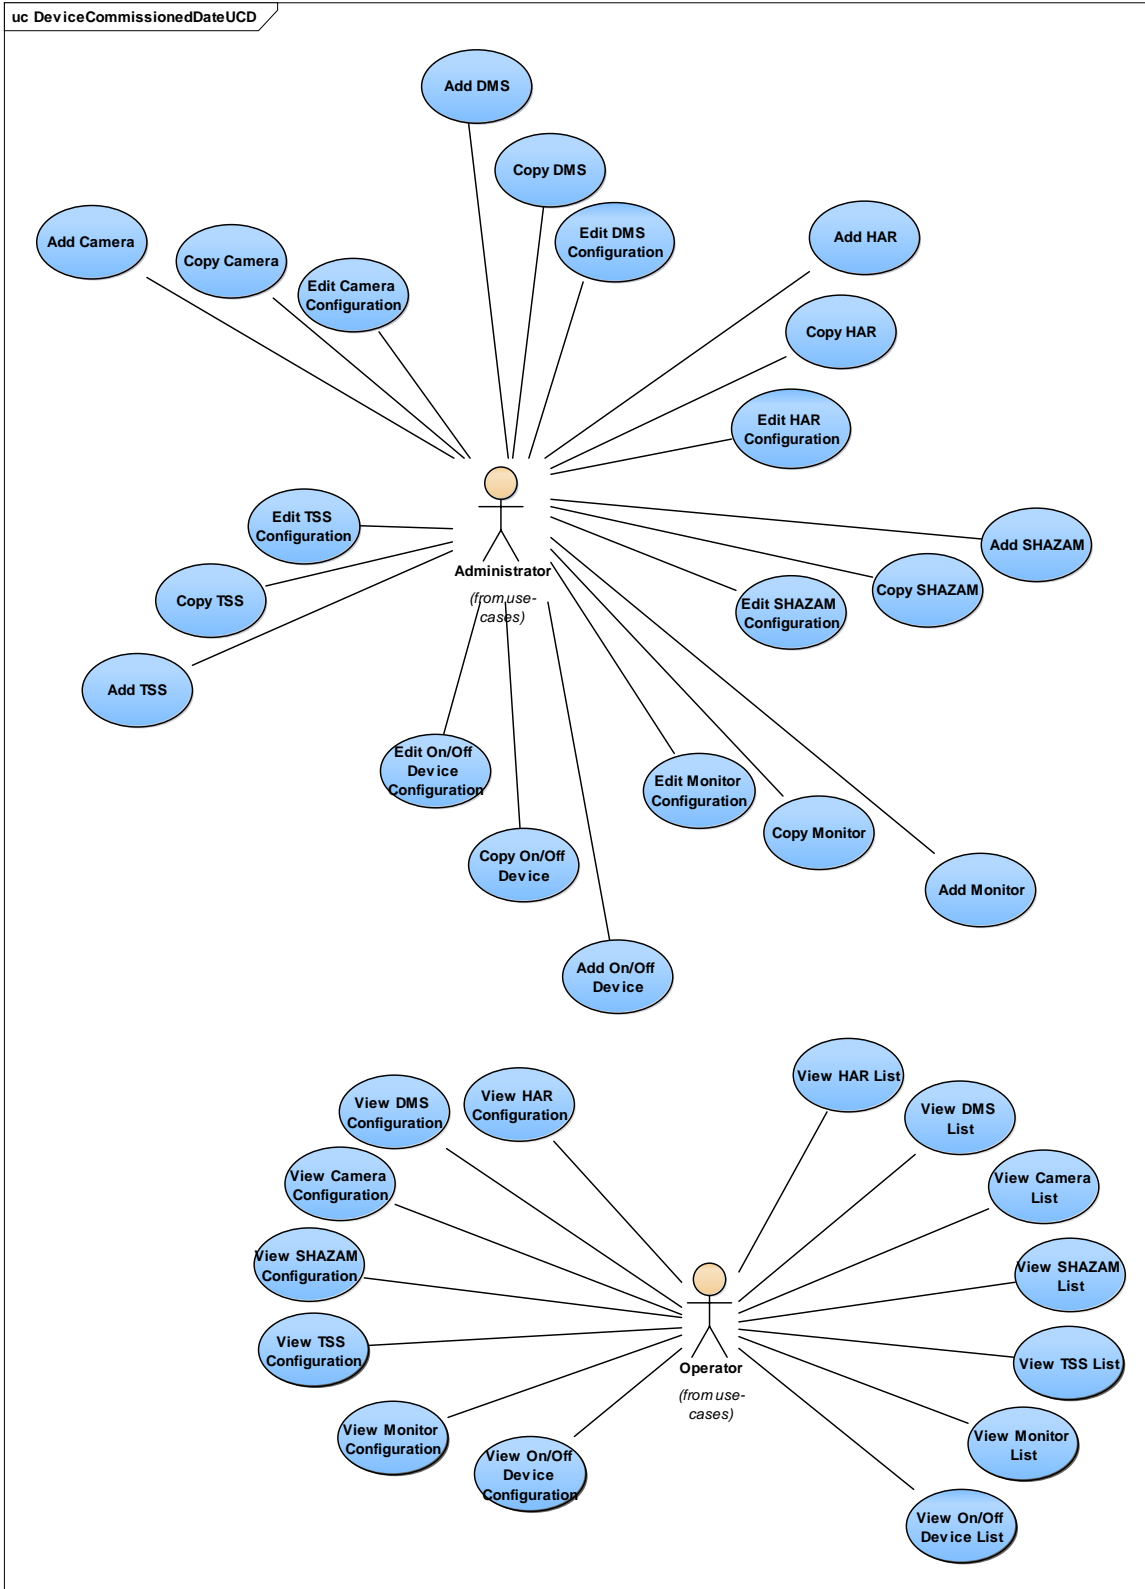 uc DeviceCommissionedDateUCD
Add DMS
Copy DMS
Edit DMS
Configuration
Add HAR
Add Camera
Copy Camera
Edit Camera
Configuration
Copy HAR
Edit HAR
Configuration
Edit TSS
Configuration
Add SHAZAM
Administrator
(from use-
cases)
Copy TSS
Copy SHAZAM
Edit SHAZAM
Configuration
Add TSS
Edit On/Off
Device
Configuration
Edit Monitor
Configuration
Copy Monitor
Copy On/Off
Device
Add Monitor
Add On/Off
Device
View HAR List
View HAR
Configuration
View DMS
Configuration
View DMS
List
View Camera
Configuration
View Camera
List
View SHAZAM
Configuration
View SHAZAM
List
View TSS
Configuration
View TSS List
Operator
(from use-
cases)
View Monitor
Configuration
View Monitor
List
View On/Off
Device
Configuration
View On/Off
Device List